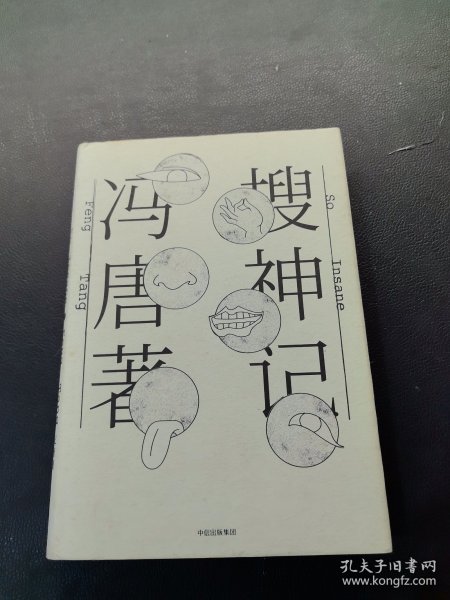 搜神记
So Insane
冯唐著
Feng Tang
中信出版集团
孔夫子旧书网
www.kongfz.com